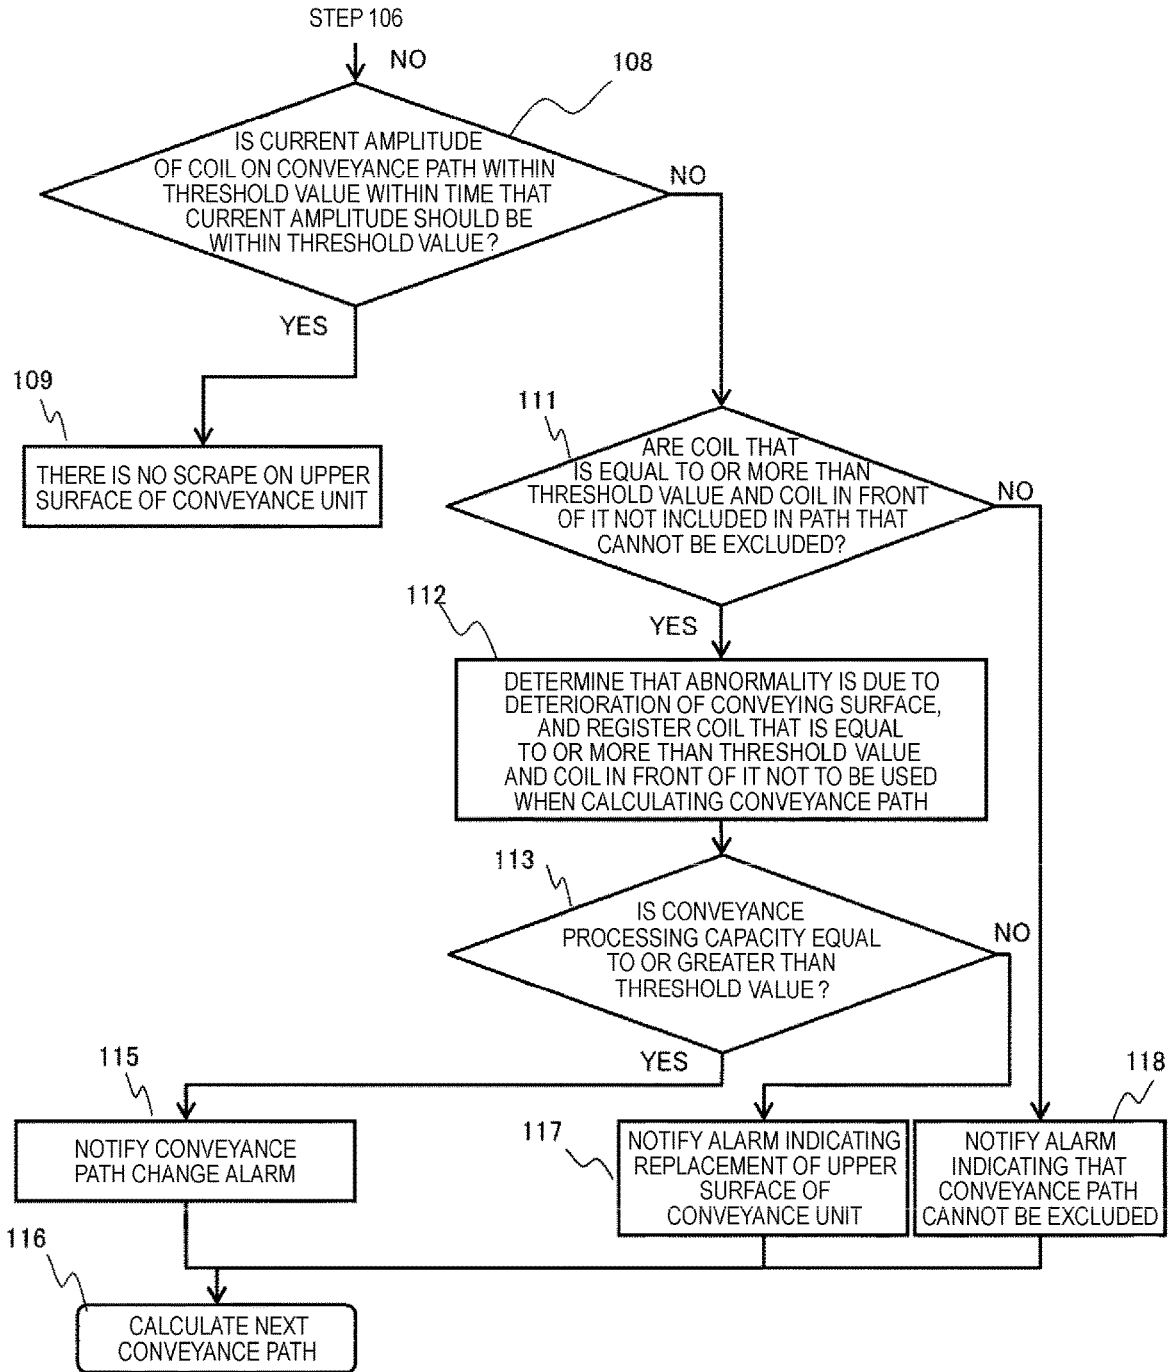 STEP 106
NO
108
IS CURRENT AMPLITUDE
OF COIL ON CONVEYANCE PATH WITHIN
THRESHOLD VALUE WITHIN TIME THAT
CURRENT AMPLITUDE SHOULD BE
WITHIN THRESHOLD VALUE?
NO
YES
109
THERE IS NO SCRAPE ON UPPER
SURFACE OF CONVEYANCE UNIT
111
ARE COIL THAT
IS EQUAL TO OR MORE THAN
THRESHOLD VALUE AND COIL IN FRONT
OF IT NOT INCLUDED IN PATH THAT
CANNOT BE EXCLUDED?
NO
YES
112
DETERMINE THAT ABNORMALITY IS DUE TO
DETERIORATION OF CONVEYING SURFACE,
AND REGISTER COIL THAT IS EQUAL
TO OR MORE THAN THRESHOLD VALUE
AND COIL IN FRONT OF IT NOT TO BE USED
WHEN CALCULATING CONVEYANCE PATH
113
IS CONVEYANCE
PROCESSING CAPACITY EQUAL
TO OR GREATER THAN
THRESHOLD VALUE?
NO
YES
115
NOTIFY CONVEYANCE
PATH CHANGE ALARM
117
NOTIFY ALARM INDICATING
REPLACEMENT OF UPPER
SURFACE OF
CONVEYANCE UNIT
118
NOTIFY ALARM
INDICATING THAT
CONVEYANCE PATH
CANNOT BE EXCLUDED
116
CALCULATE NEXT
CONVEYANCE PATH